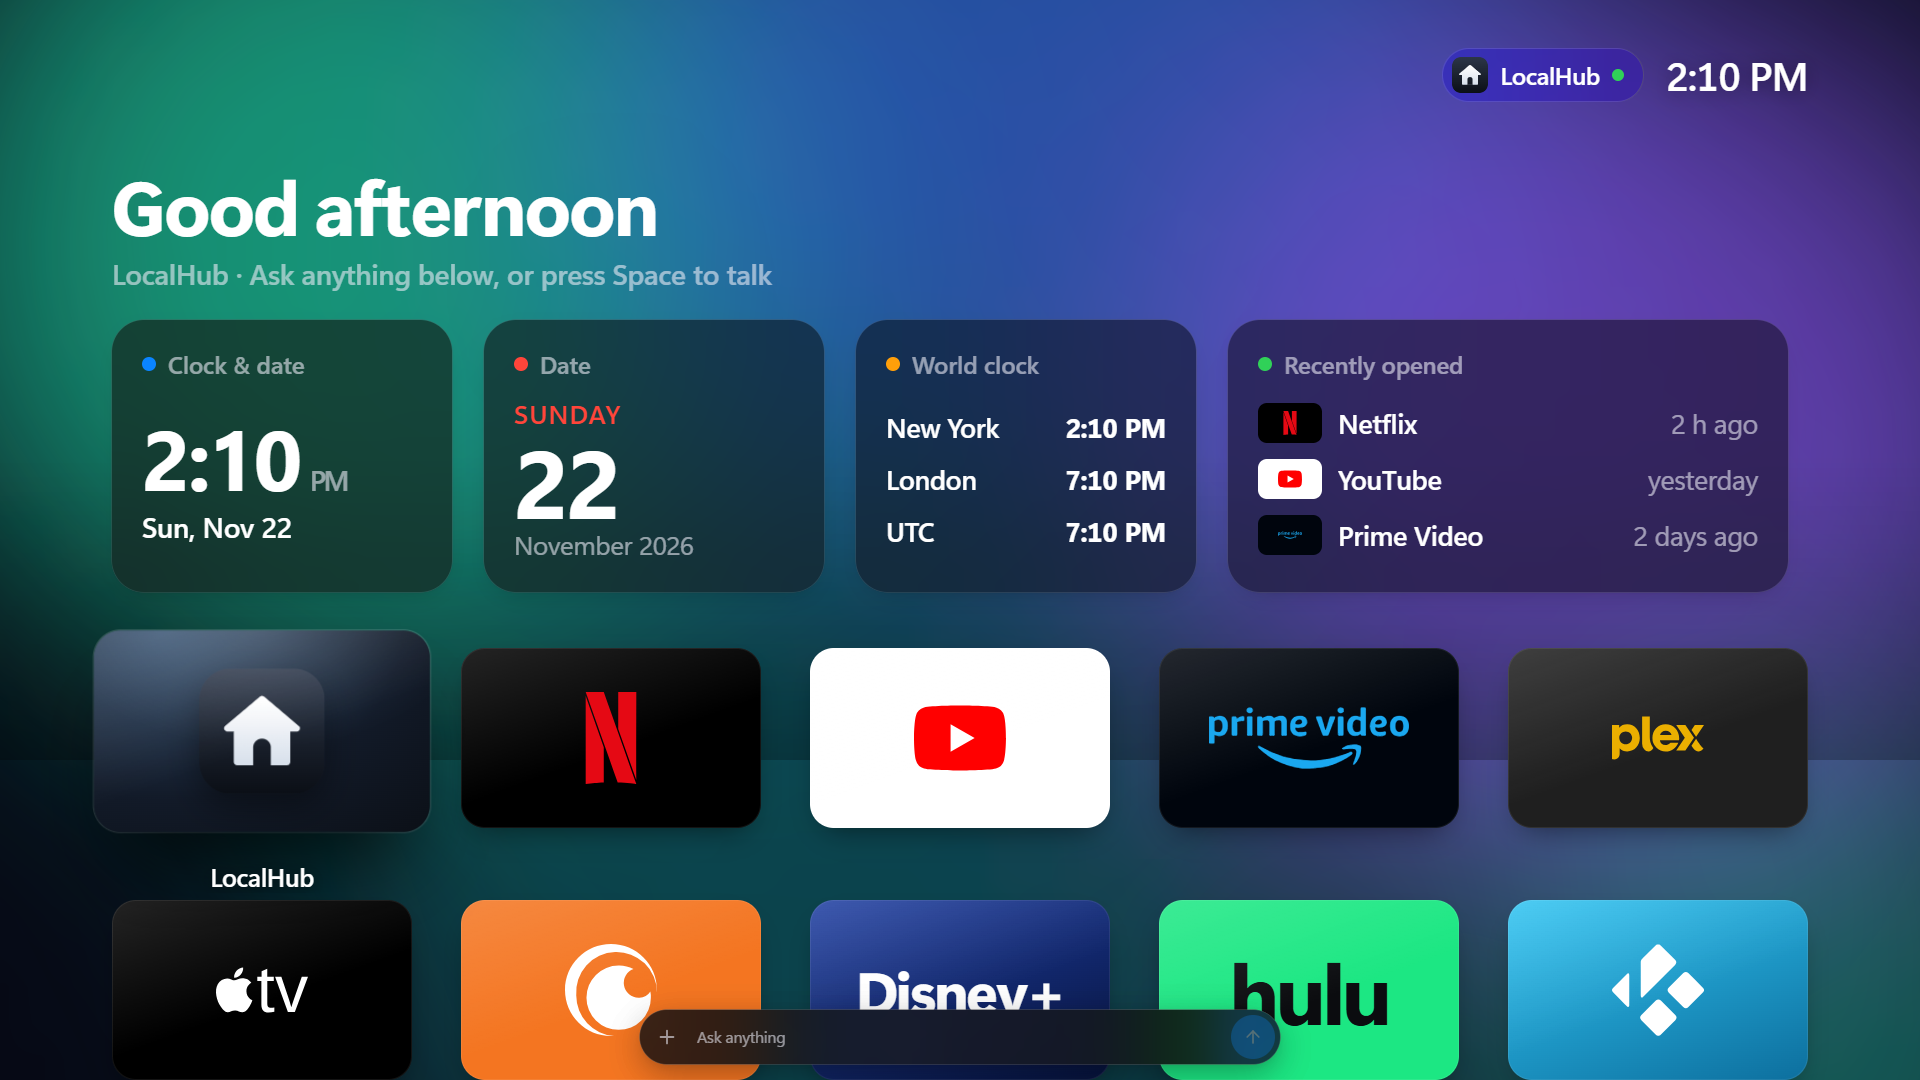 LocalHub
2:10 PM
Good afternoon
LocalHub · Ask anything below, or press Space to talk
Clock & date
2:10 PM
Sun, Nov 22
Date
SUNDAY
22
November 2026
World clock
New York 2:10 PM
London 7:10 PM
UTC 7:10 PM
Recently opened
Netflix 2 h ago
YouTube yesterday
prime video
Prime Video 2 days ago
N
prime video
plex
LocalHub
tv
Disney+
hulu
Ask anything